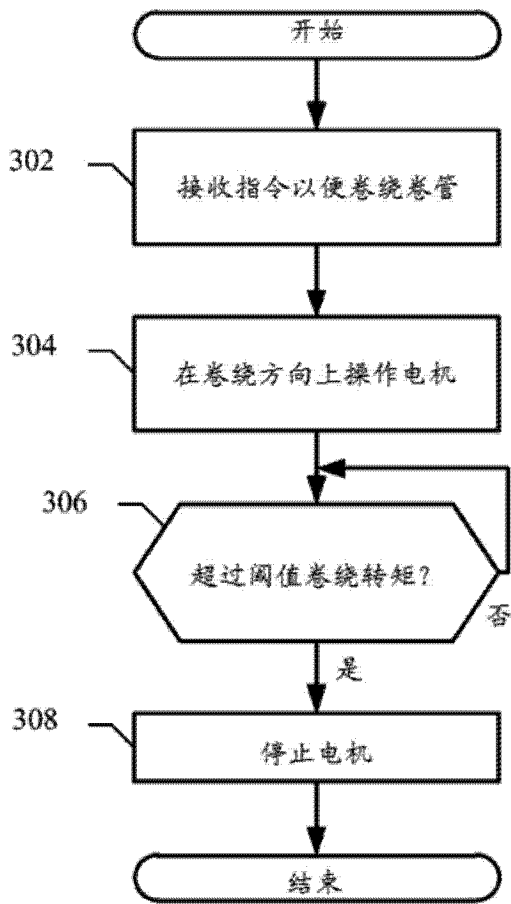 开始
302
接收指令以便卷绕卷管
304
在卷绕方向上操作电机
306
超过阈值卷绕转矩?
否
是
308
停止电机
结束